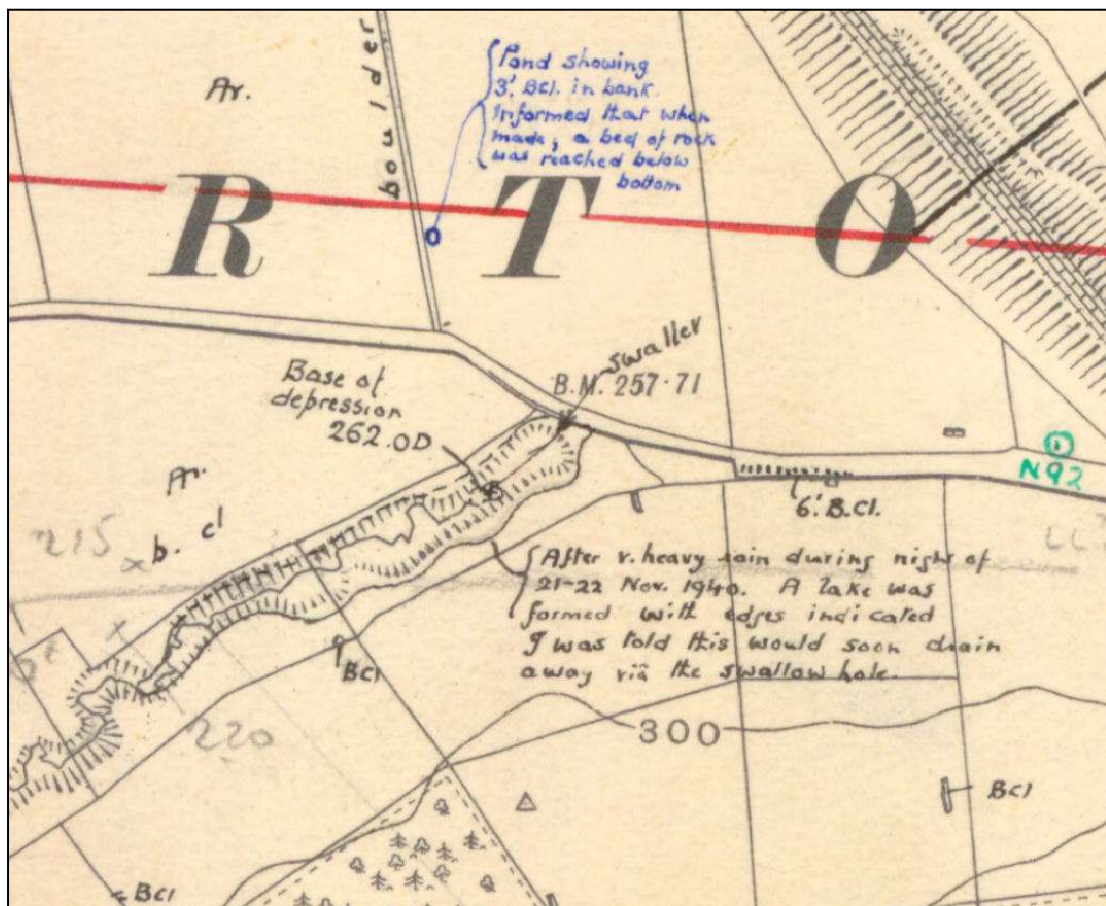 boulder
Ar.
Pond showing
3'. BCl. in bank.
Informed that when
made, a bed of rock
was reached below
bottom
R T O
swaller
B.M. 257·71
Base of
depression
262.OD
N92
6'. B.Cl.
Ar.
b. cl
215
x
After v. heavy rain during night of
21-22 Nov. 1940. A lake was
formed with edges indicated
I was told this would soon drain
away via the swallow hole.
x
BCl
220
300
BCl
BCl